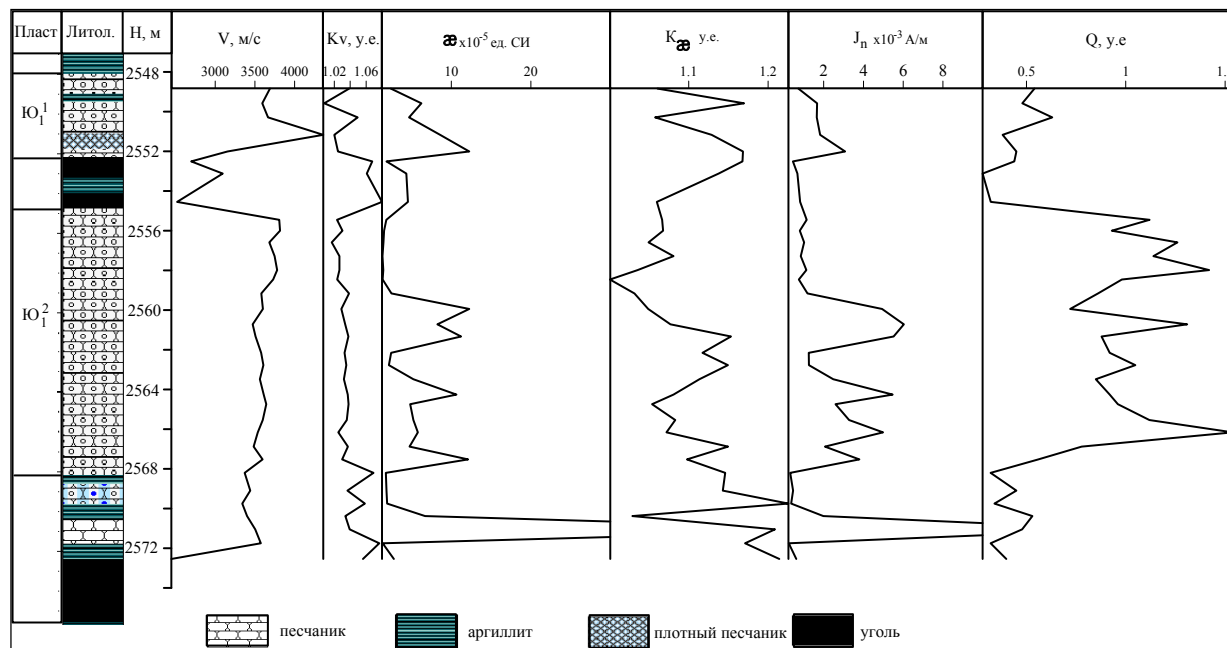 Пласт Литол. Н, м V, м/с Kv, у.е. æ x10⁻⁵ ед. СИ Kæ у.е. Jn x10⁻³ А/м Q, у.е
3000 3500 4000 1.02 1.06 10 20 1.1 1.2 2 4 6 8 0.5 1 1.
2548
Ю₁¹
2552
2556
Ю₁²
2560
2564
2568
2572
песчаник аргиллит плотный песчаник уголь